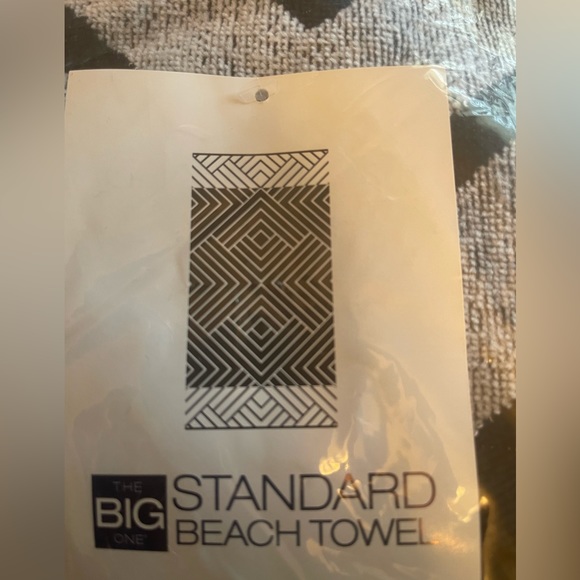 THE
BIG
ONE
STANDARD
BEACH TOWEL